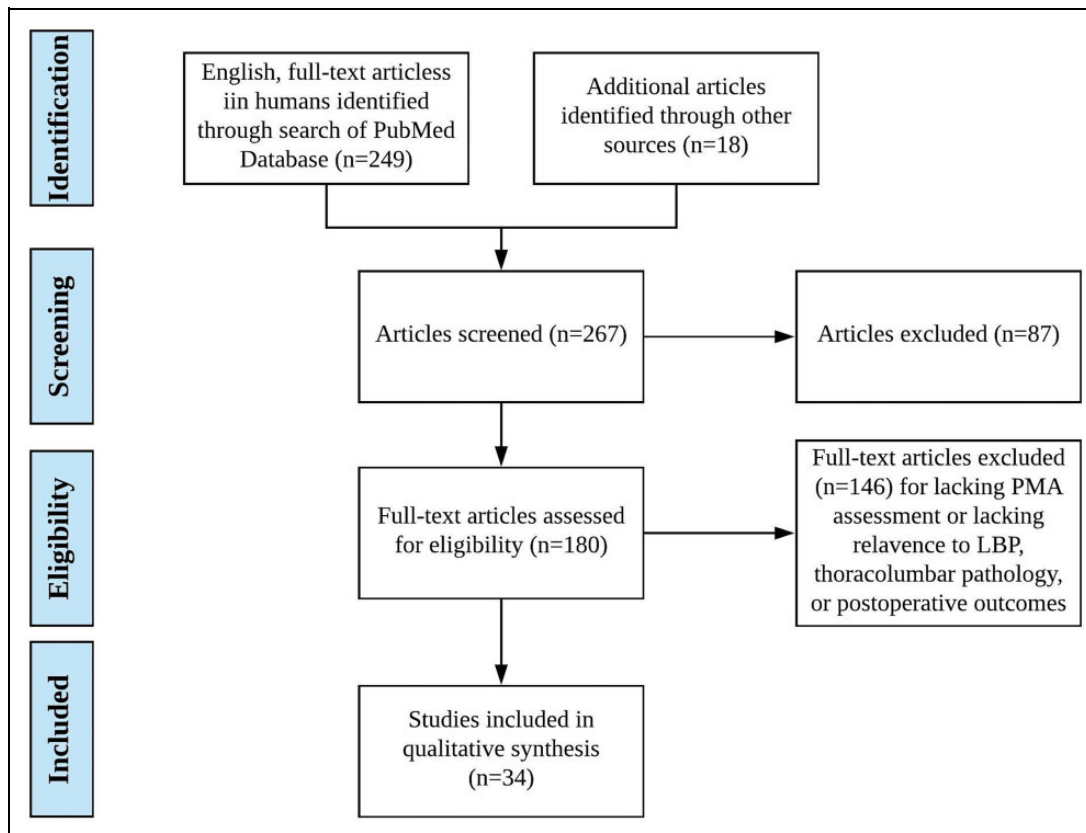 Identification
English, full-text articless
iin humans identified
through search of PubMed
Database (n=249)
Additional articles
identified through other
sources (n=18)
Screening
Articles screened (n=267)
Articles excluded (n=87)
Eligibility
Full-text articles assessed
for eligibility (n=180)
Full-text articles excluded
(n=146) for lacking PMA
assessment or lacking
relavence to LBP,
thoracolumbar pathology,
or postoperative outcomes
Included
Studies included in
qualitative synthesis
(n=34)